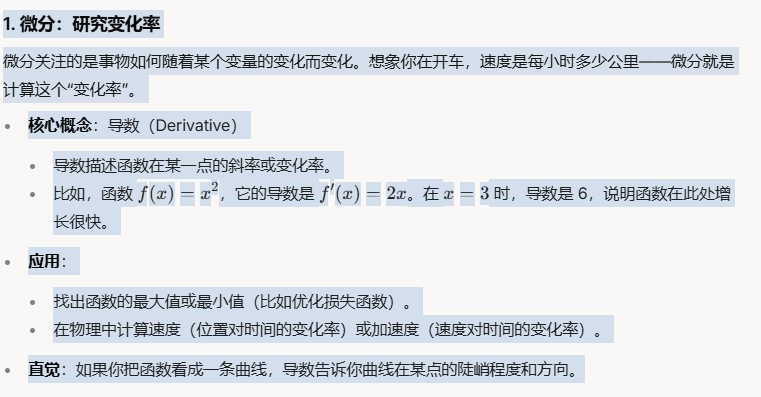 1. 微分：研究变化率
微分关注的是事物如何随着某个变量的变化而变化。想象你在开车，速度是每小时多少公里——微分就是
计算这个“变化率”。
• 核心概念：导数（Derivative）
• 导数描述函数在某一点的斜率或变化率。
• 比如，函数 f(x) = x²，它的导数是 f′(x) = 2x。在 x = 3 时，导数是 6，说明函数在此处增
长很快。
• 应用：
• 找出函数的最大值或最小值（比如优化损失函数）。
• 在物理中计算速度（位置对时间的变化率）或加速度（速度对时间的变化率）。
• 直觉：如果你把函数看成一条曲线，导数告诉你曲线在某点的陡峭程度和方向。